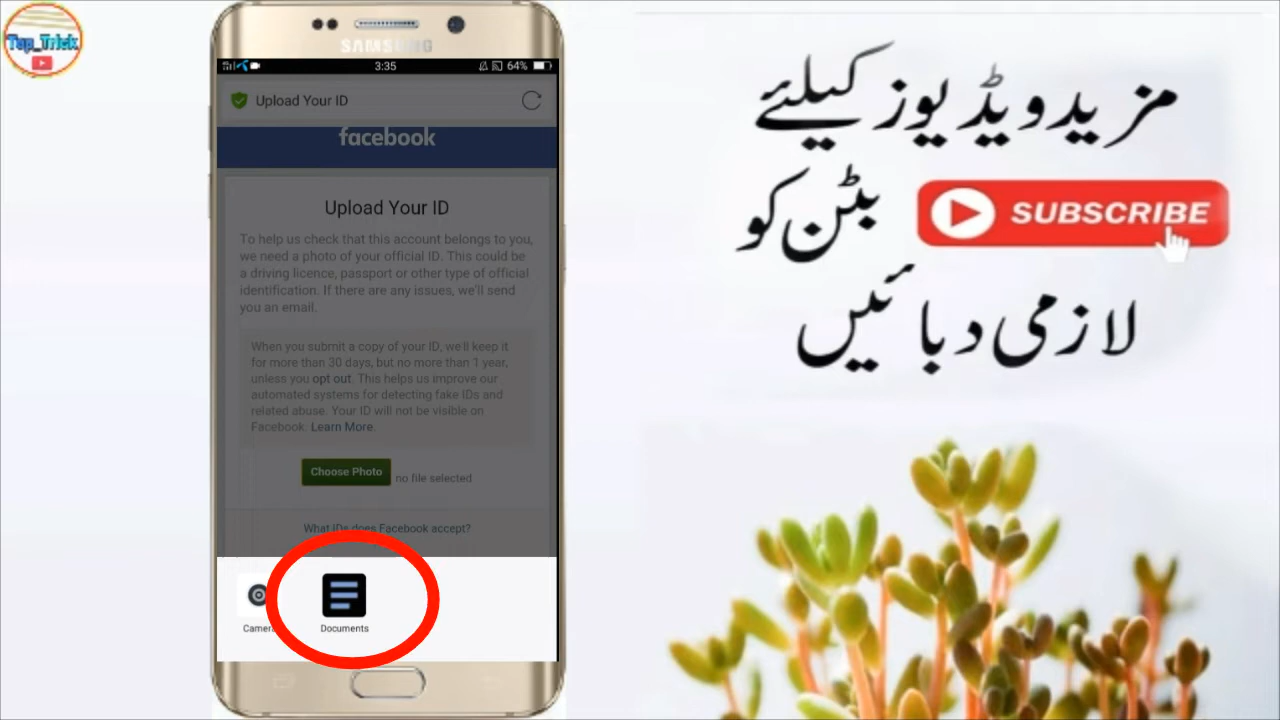 Tap_Trick
SAMSUNG
3:35
64%
Upload Your ID
facebook
Upload Your ID
To help us check that this account belongs to you,
we need a photo of your official ID. This could be
a driving licence, passport or other type of official
identification. If there are any issues, we'll send
you an email.
When you submit a copy of your ID, we'll keep it
for more than 30 days, but no more than 1 year,
unless you opt out. This helps us improve our
automated systems for detecting fake IDs and
related abuse. Your ID will not be visible on
Facebook. Learn More.
Choose Photo no file selected
What IDs does Facebook accept?
Camera
Documents
مزید ویڈیوز کیلئے
SUBSCRIBE بٹن کو
لازمی دبائیں